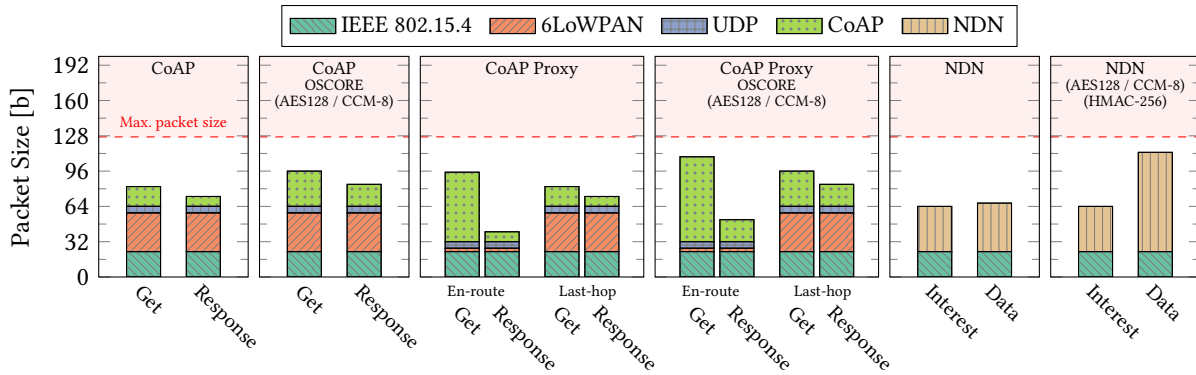 IEEE 802.15.4 6LoWPAN UDP CoAP NDN
Packet Size [b]
192
160
128
96
64
32
0
CoAP
Max. packet size
Get Response
CoAP
OSCORE
(AES128 / CCM-8)
Get Response
CoAP Proxy
En-route Last-hop
Get Response Get Response
CoAP Proxy
OSCORE
(AES128 / CCM-8)
En-route Last-hop
Get Response Get Response
NDN
Interest Data
NDN
(AES128 / CCM-8)
(HMAC-256)
Interest Data